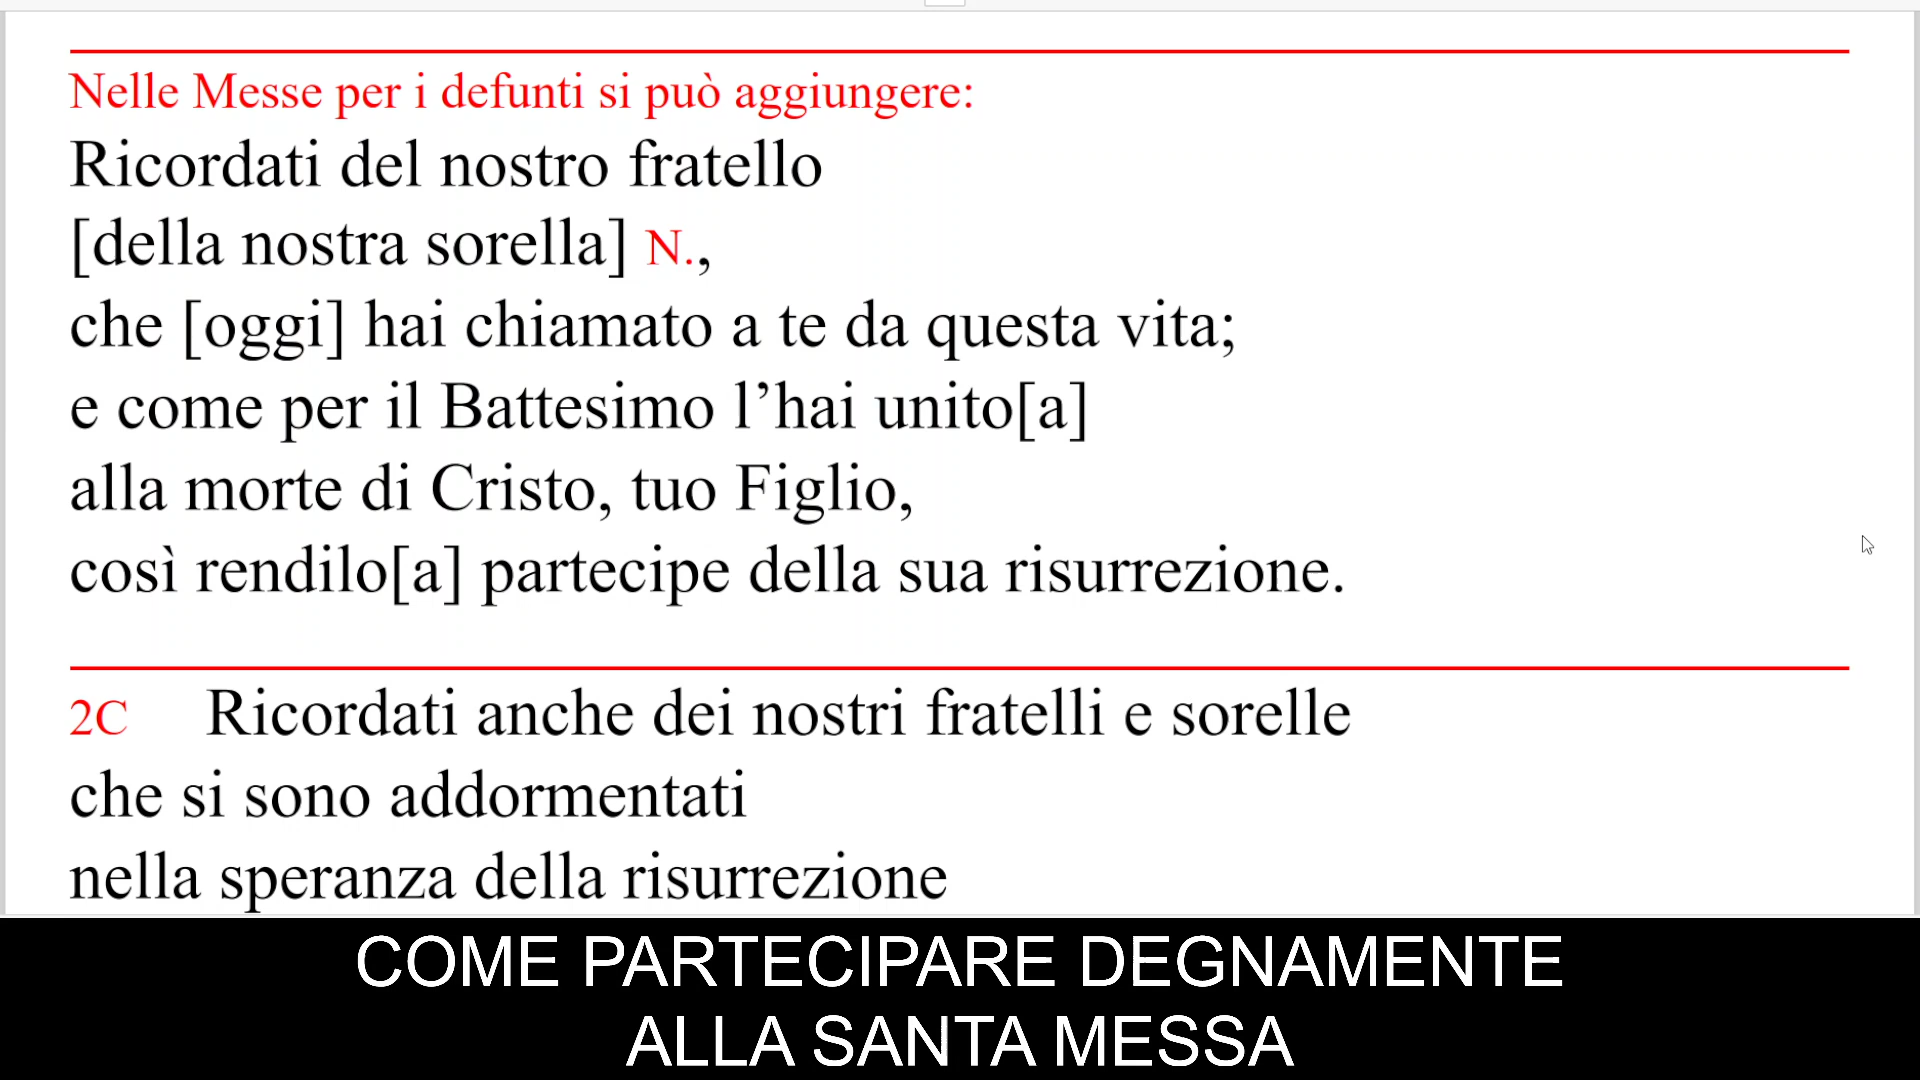 Nelle Messe per i defunti si può aggiungere:
Ricordati del nostro fratello
[della nostra sorella] N.,
che [oggi] hai chiamato a te da questa vita;
e come per il Battesimo l’hai unito[a]
alla morte di Cristo, tuo Figlio,
così rendilo[a] partecipe della sua risurrezione.
2C Ricordati anche dei nostri fratelli e sorelle
che si sono addormentati
nella speranza della risurrezione
COME PARTECIPARE DEGNAMENTE
ALLA SANTA MESSA